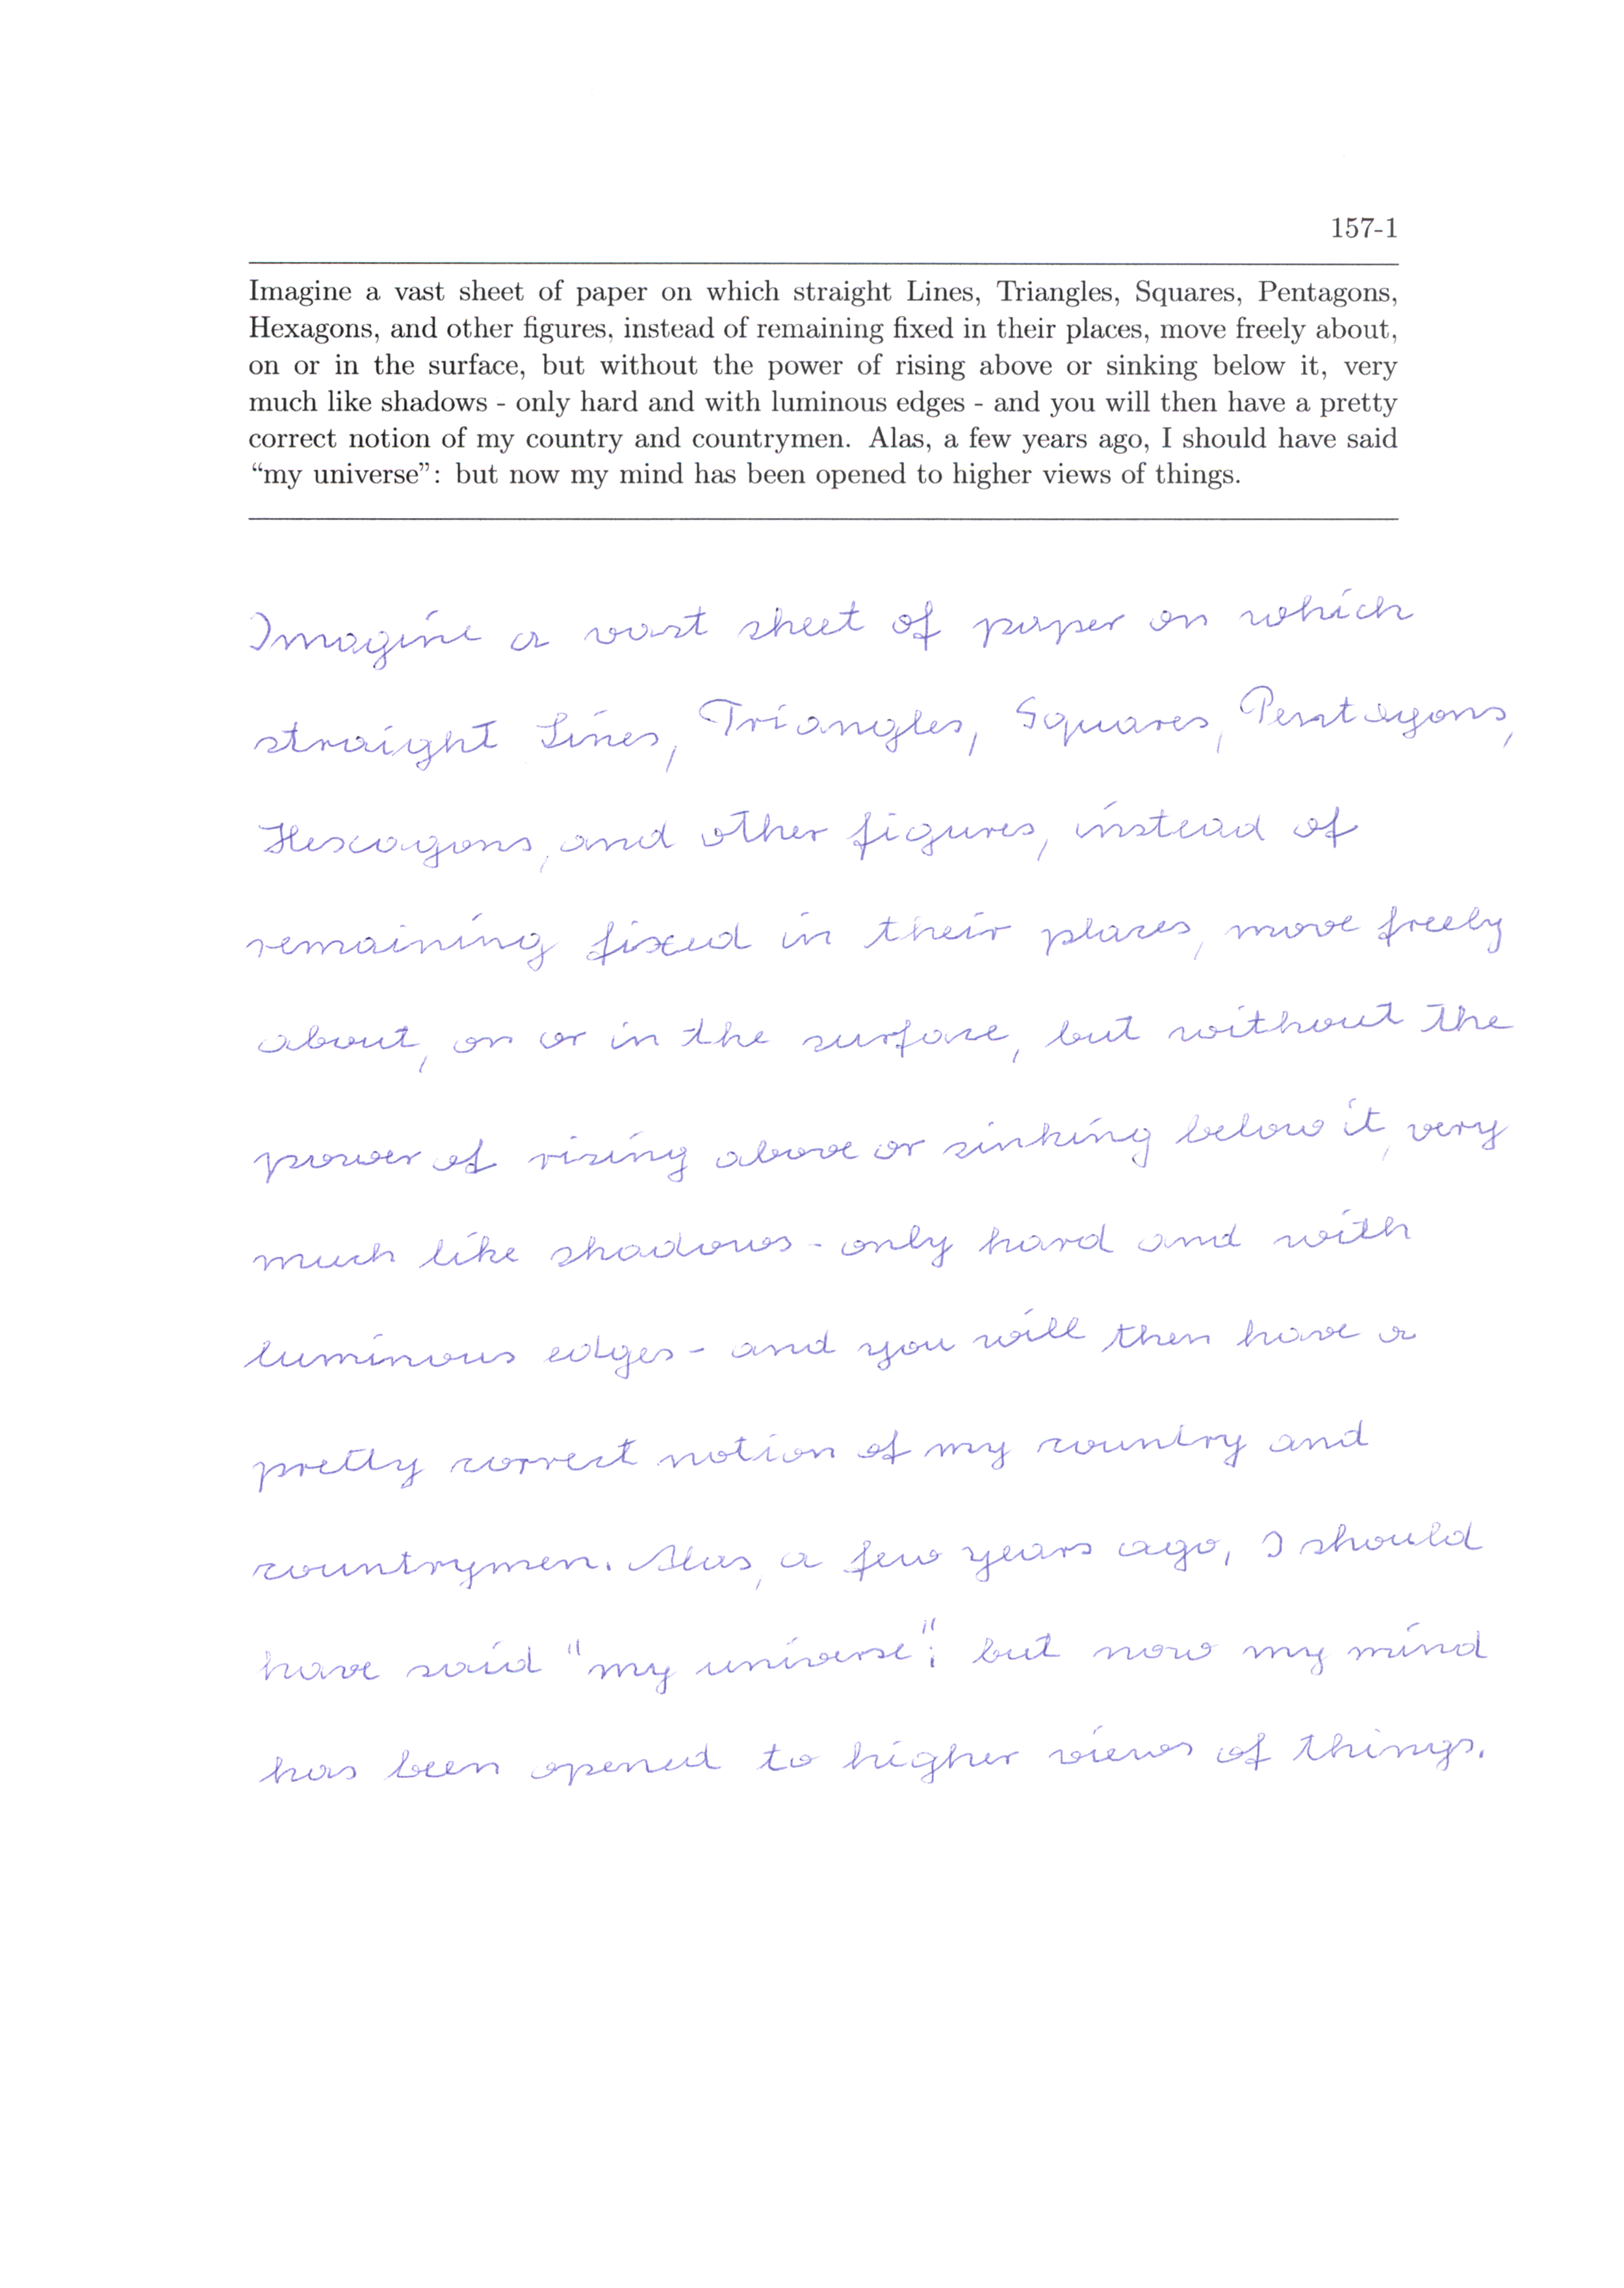 157-1
Imagine a vast sheet of paper on which straight Lines, Triangles, Squares, Pentagons,
Hexagons, and other figures, instead of remaining fixed in their places, move freely about,
on or in the surface, but without the power of rising above or sinking below it, very
much like shadows - only hard and with luminous edges - and you will then have a pretty
correct notion of my country and countrymen. Alas, a few years ago, I should have said
“my universe”: but now my mind has been opened to higher views of things.
Imagine a vast sheet of paper on which
straight Lines, Triangles, Squares, Pentagons,
Hexagons, and other figures, instead of
remaining fixed in their places, move freely
about, on or in the surface, but without the
power of rising above or sinking below it, very
much like shadows - only hard and with
luminous edges - and you will then have a
pretty correct notion of my country and
countrymen. Alas, a few years ago, I should
have said "my universe": but now my mind
has been opened to higher views of things.